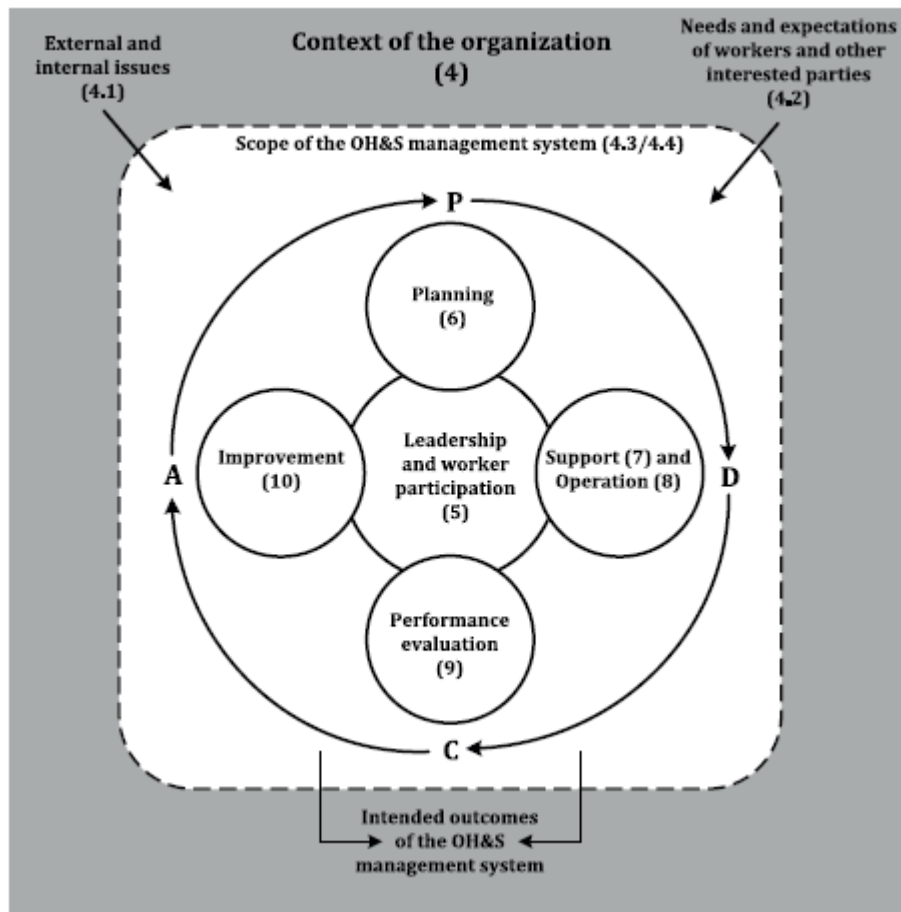 External and
internal issues
(4.1)
Context of the organization
(4)
Needs and expectations
of workers and other
interested parties
(4.2)
Scope of the OH&S management system (4.3/4.4)
P
Planning
(6)
A
Improvement
(10)
Leadership
and worker
participation
(5)
Support (7) and
Operation (8)
D
Performance
evaluation
(9)
C
Intended outcomes
of the OH&S
management system